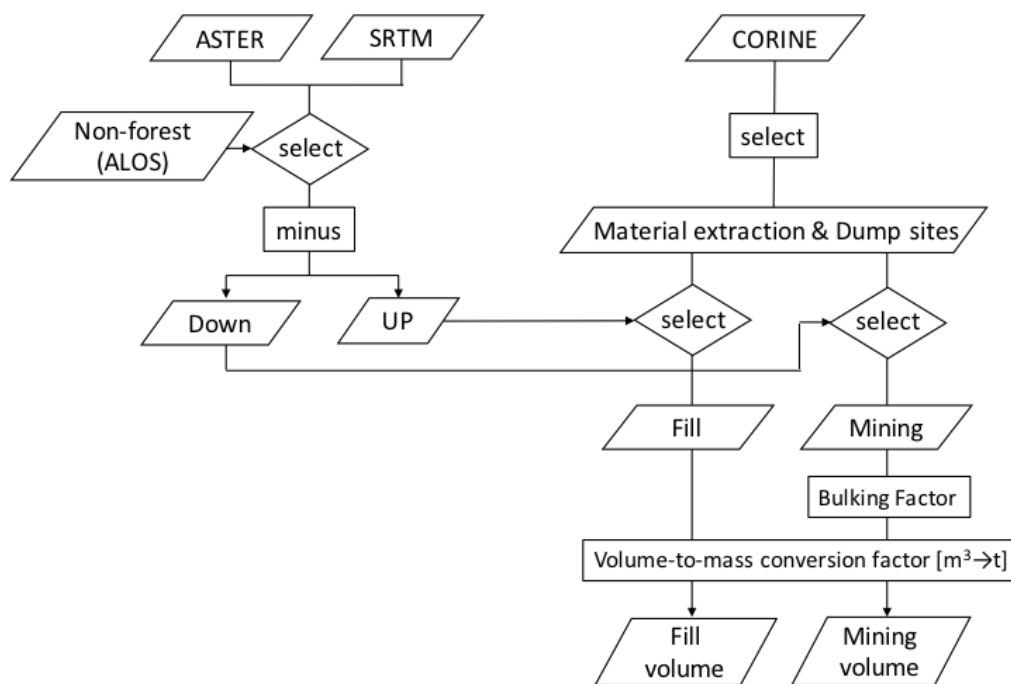 ASTER
SRTM
CORINE
Non-forest
(ALOS)
select
select
minus
Material extraction & Dump sites
Down
UP
select
select
Fill
Mining
Bulking Factor
Volume-to-mass conversion factor [m³→t]
Fill
volume
Mining
volume